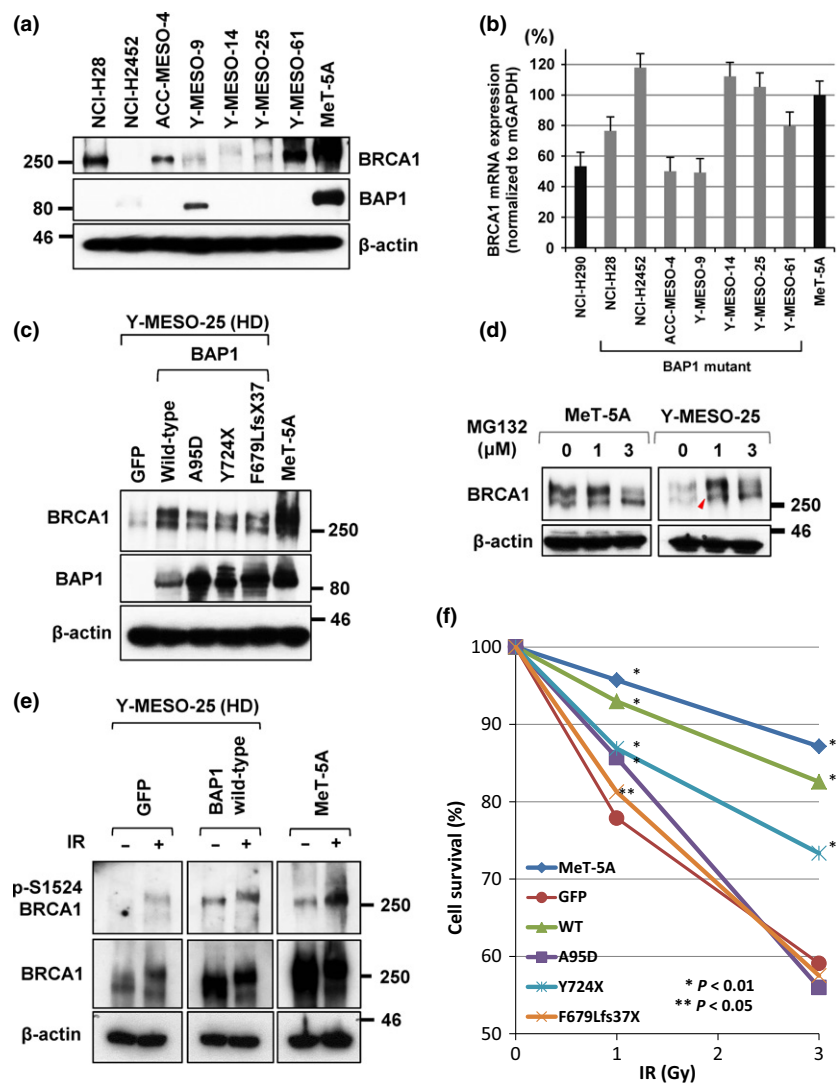 (a)
NCI-H28
NCI-H2452
ACC-MESO-4
Y-MESO-9
Y-MESO-14
Y-MESO-25
Y-MESO-61
MeT-5A
250
BRCA1
80
BAP1
46
β-actin
(b)
(%)
BRCA1 mRNA expression
(normalized to mGAPDH)
120
100
80
60
40
20
0
NCI-H290
NCI-H28
NCI-H2452
ACC-MESO-4
Y-MESO-9
Y-MESO-14
Y-MESO-25
Y-MESO-61
MeT-5A
BAP1 mutant
(c)
Y-MESO-25 (HD)
BAP1
GFP
Wild-type
A95D
Y724X
F679LfsX37
MeT-5A
BRCA1
250
BAP1
80
46
β-actin
(d)
MG132
(μM)
MeT-5A
Y-MESO-25
0 1 3
0 1 3
BRCA1
250
46
β-actin
(e)
Y-MESO-25 (HD)
GFP
BAP1
wild-type
MeT-5A
IR
– + – + – +
p-S1524
BRCA1
250
BRCA1
250
46
β-actin
(f)
Cell survival (%)
100
90
80
70
60
50
0 1 2 3
IR (Gy)
*
*
*
*
**
*
*
*
MeT-5A
GFP
WT
A95D
Y724X
F679Lfs37X
* P < 0.01
** P < 0.05